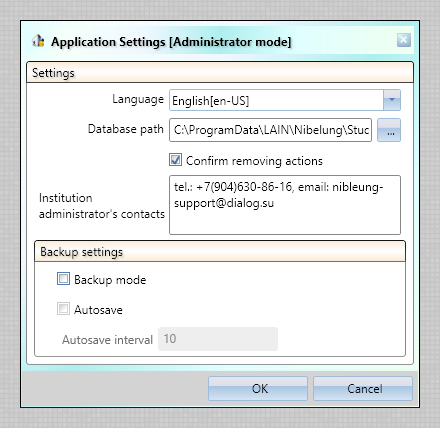 Application Settings [Administrator mode]
Settings
Language
English[en-US]
Database path
C:\ProgramData\LAIN\Nibelung\Stuc
...
Confirm removing actions
Institution
administrator's contacts
tel.: +7(904)630-86-16, email: nibleung-
support@dialog.su
Backup settings
Backup mode
Autosave
Autosave interval
10
OK
Cancel